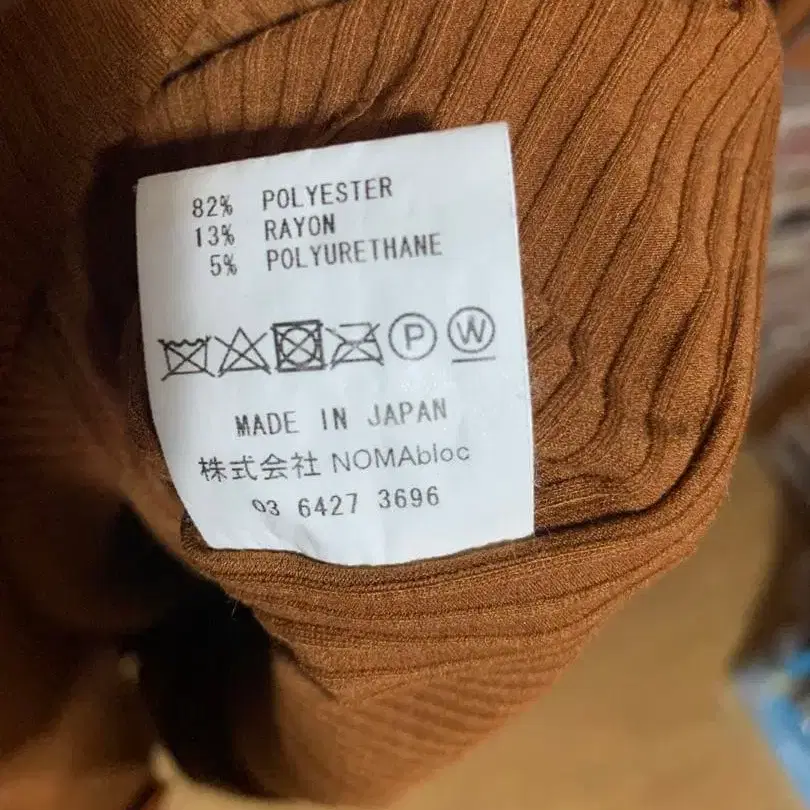 82% POLYESTER
13% RAYON
5% POLYURETHANE
P W
MADE IN JAPAN
株式会社 NOMAbloc
03 6427 3696